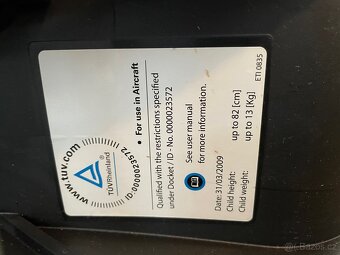 www.tuv.com
TÜVRheinland
ID:0000023572
• For use in Aircraft
Qualified with the restrictions specified
under Docket / ID - No. 0000023572
See user manual
for more information.
Date: 31/03/2009
Child height: up to 82 [cm]
Child weight: up to 13 [Kg]
ETI 0835
Bazoš.cz